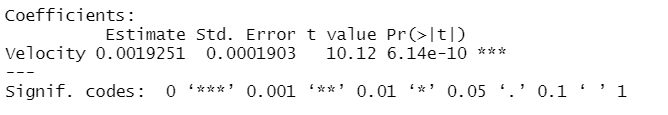 Coefficients:
Estimate Std. Error t value Pr(>|t|)
Velocity 0.0019251 0.0001903 10.12 6.14e-10 ***
---
Signif. codes: 0 ‘***’ 0.001 ‘**’ 0.01 ‘*’ 0.05 ‘.’ 0.1 ‘ ’ 1